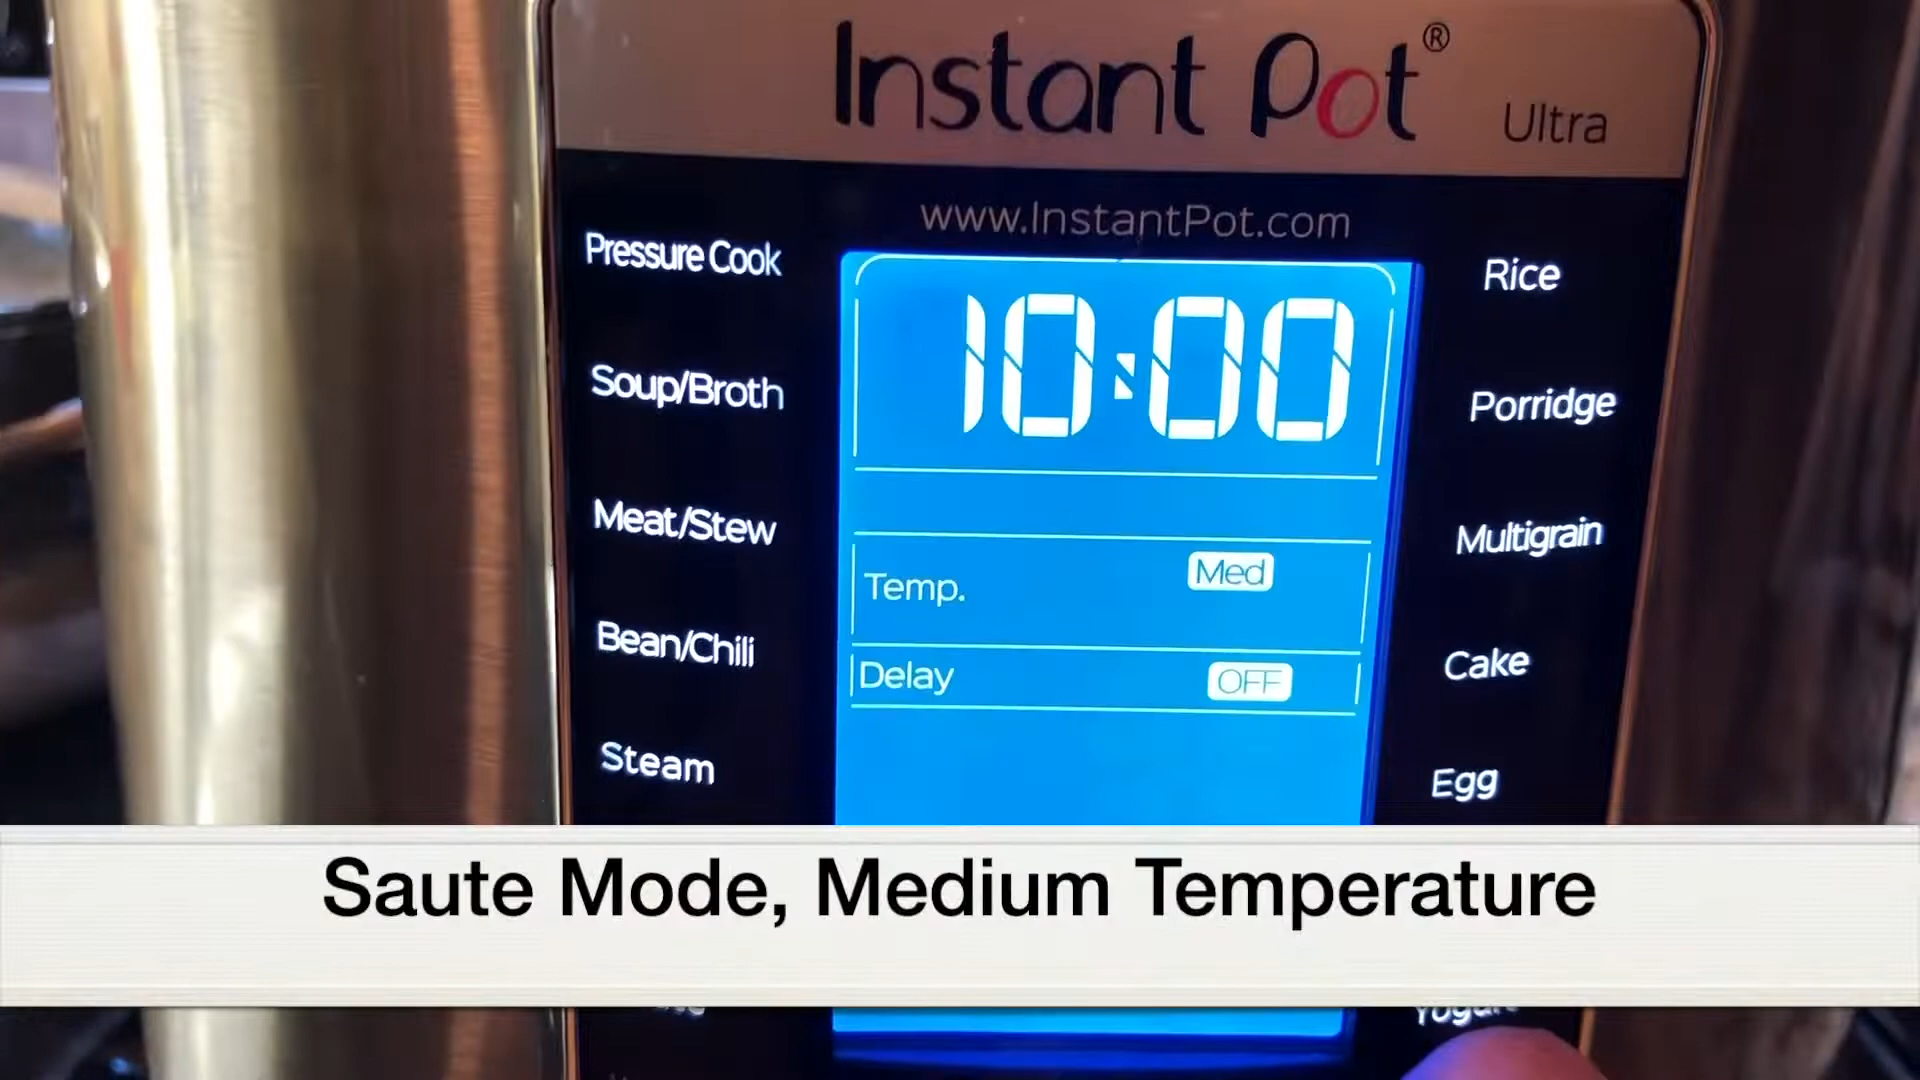 Instant Pot®
Ultra
www.InstantPot.com
Pressure Cook
Soup/Broth
Meat/Stew
Bean/Chili
Steam
10:00
Temp. Med
Delay OFF
Rice
Porridge
Multigrain
Cake
Egg
Saute Mode, Medium Temperature
Yogurt